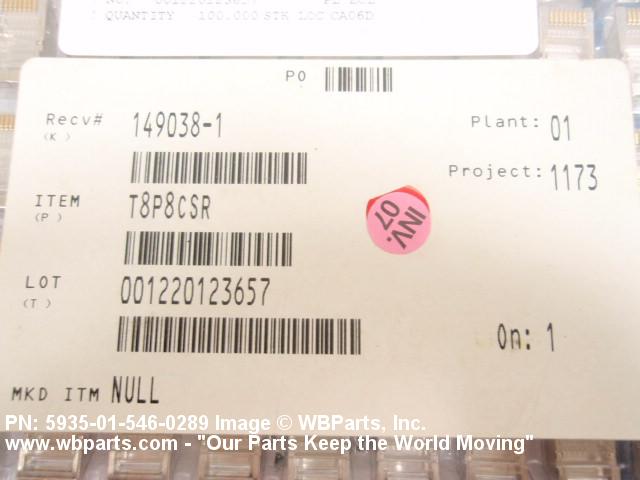 QUANTITY 100.000 STK LOC CA06D
PO
Recv# 149038-1
(K)
Plant: 01
Project: 1173
ITEM T8P8CSR
(P)
INV. 07
LOT 001220123657
(T)
On: 1
MKD ITM NULL
PN: 5935-01-546-0289 Image © WBParts, Inc.
www.wbparts.com - "Our Parts Keep the World Moving"